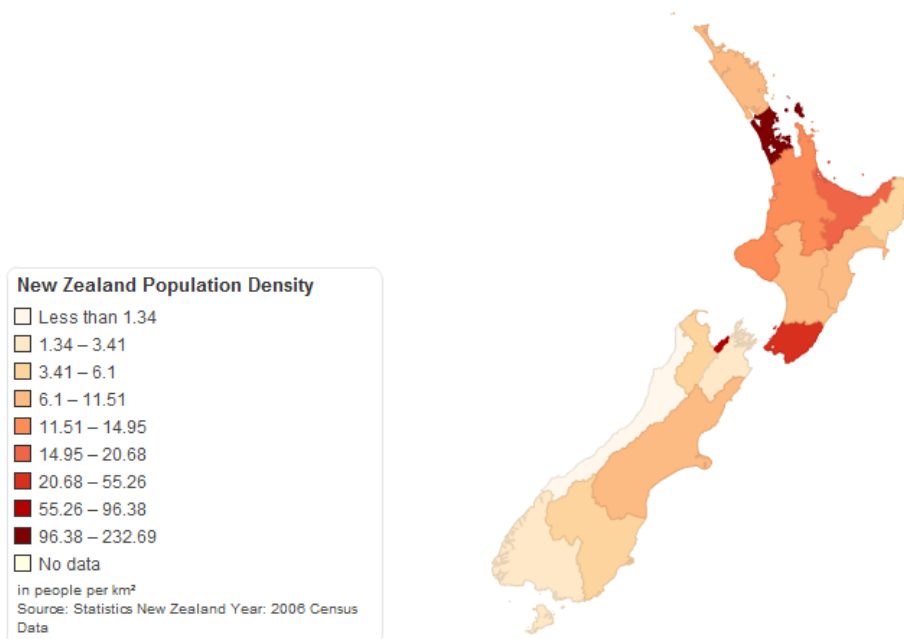 New Zealand Population Density
Less than 1.34
1.34 – 3.41
3.41 – 6.1
6.1 – 11.51
11.51 – 14.95
14.95 – 20.68
20.68 – 55.26
55.26 – 96.38
96.38 – 232.69
No data
in people per km²
Source: Statistics New Zealand Year: 2006 Census
Data